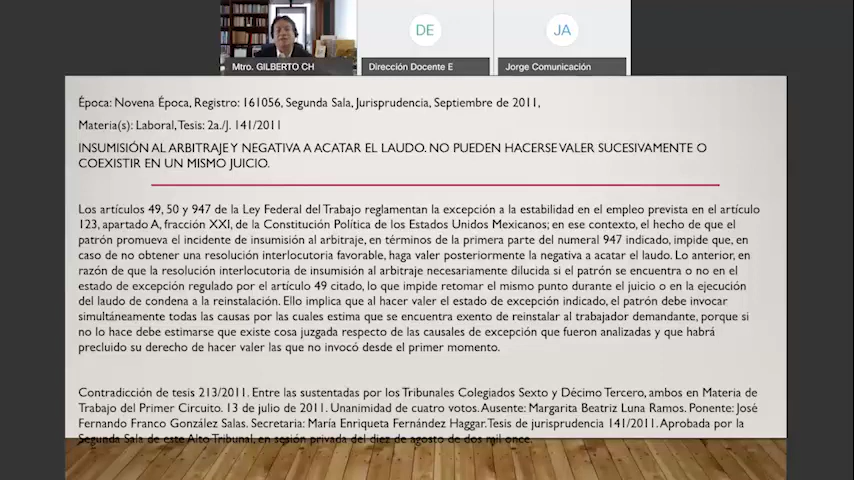 DE
JA
Mtro. GILBERTO CH
Dirección Docente E
Jorge Comunicación
Época: Novena Época, Registro: 161056, Segunda Sala, Jurisprudencia, Septiembre de 2011,
Materia(s): Laboral, Tesis: 2a./J. 141/2011
INSUMISIÓN AL ARBITRAJE Y NEGATIVA A ACATAR EL LAUDO. NO PUEDEN HACERSE VALER SUCESIVAMENTE O
COEXISTIR EN UN MISMO JUICIO.
Los artículos 49, 50 y 947 de la Ley Federal del Trabajo reglamentan la excepción a la estabilidad en el empleo prevista en el artículo
123, apartado A, fracción XXI, de la Constitución Política de los Estados Unidos Mexicanos; en ese contexto, el hecho de que el
patrón promueva el incidente de insumisión al arbitraje, en términos de la primera parte del numeral 947 indicado, impide que, en
caso de no obtener una resolución interlocutoria favorable, haga valer posteriormente la negativa a acatar el laudo. Lo anterior, en
razón de que la resolución interlocutoria de insumisión al arbitraje necesariamente dilucida si el patrón se encuentra o no en el
estado de excepción regulado por el artículo 49 citado, lo que impide retomar el mismo punto durante el juicio o en la ejecución
del laudo de condena a la reinstalación. Ello implica que al hacer valer el estado de excepción indicado, el patrón debe invocar
simultáneamente todas las causas por las cuales estima que se encuentra exento de reinstalar al trabajador demandante, porque si
no lo hace debe estimarse que existe cosa juzgada respecto de las causales de excepción que fueron analizadas y que habrá
precluido su derecho de hacer valer las que no invocó desde el primer momento.
Contradicción de tesis 213/2011. Entre las sustentadas por los Tribunales Colegiados Sexto y Décimo Tercero, ambos en Materia de
Trabajo del Primer Circuito. 13 de julio de 2011. Unanimidad de cuatro votos. Ausente: Margarita Beatriz Luna Ramos. Ponente: José
Fernando Franco González Salas. Secretaria: María Enriqueta Fernández Haggar. Tesis de jurisprudencia 141/2011. Aprobada por la
Segunda Sala de este Alto Tribunal, en sesión privada del diez de agosto de dos mil once.